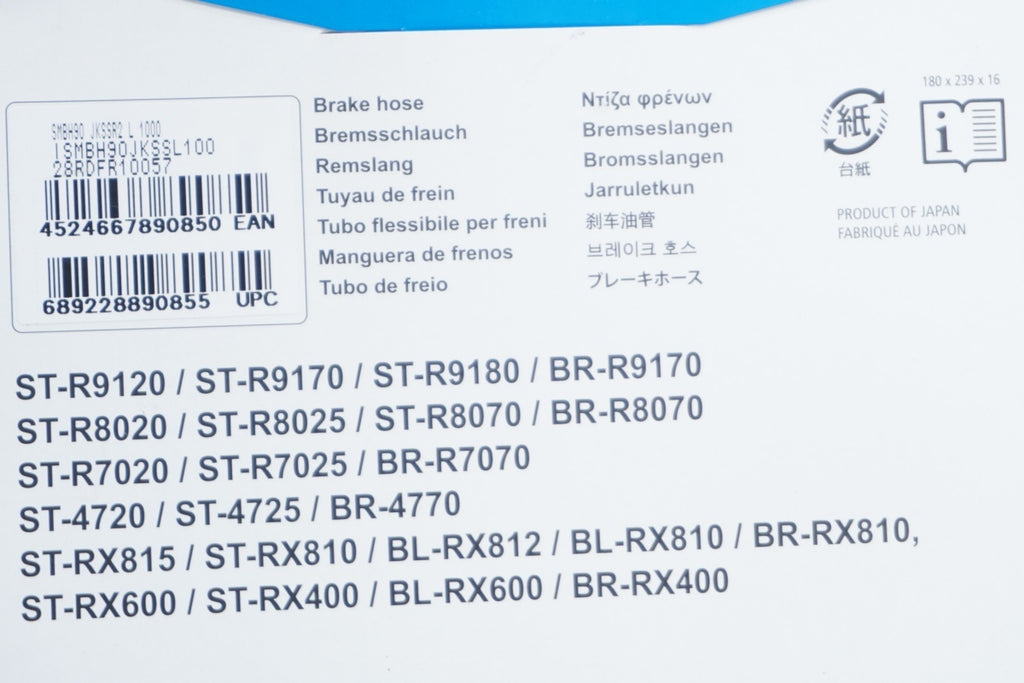 SMBH90 JKSSR2 L 1000
ISMBH90JKSSL100
28RDFR10057
4524667890850 EAN
689228890855 UPC
Brake hose
Bremsschlauch
Remslang
Tuyau de frein
Tubo flessibile per freni
Manguera de frenos
Tubo de freio
Ντίζα φρένων
Bremseslangen
Bromsslangen
Jarruletkun
刹车油管
브레이크 호스
ブレーキホース
紙
台紙
180 x 239 x 16
i
PRODUCT OF JAPAN
FABRIQUÉ AU JAPON
ST-R9120 / ST-R9170 / ST-R9180 / BR-R9170
ST-R8020 / ST-R8025 / ST-R8070 / BR-R8070
ST-R7020 / ST-R7025 / BR-R7070
ST-4720 / ST-4725 / BR-4770
ST-RX815 / ST-RX810 / BL-RX812 / BL-RX810 / BR-RX810,
ST-RX600 / ST-RX400 / BL-RX600 / BR-RX400